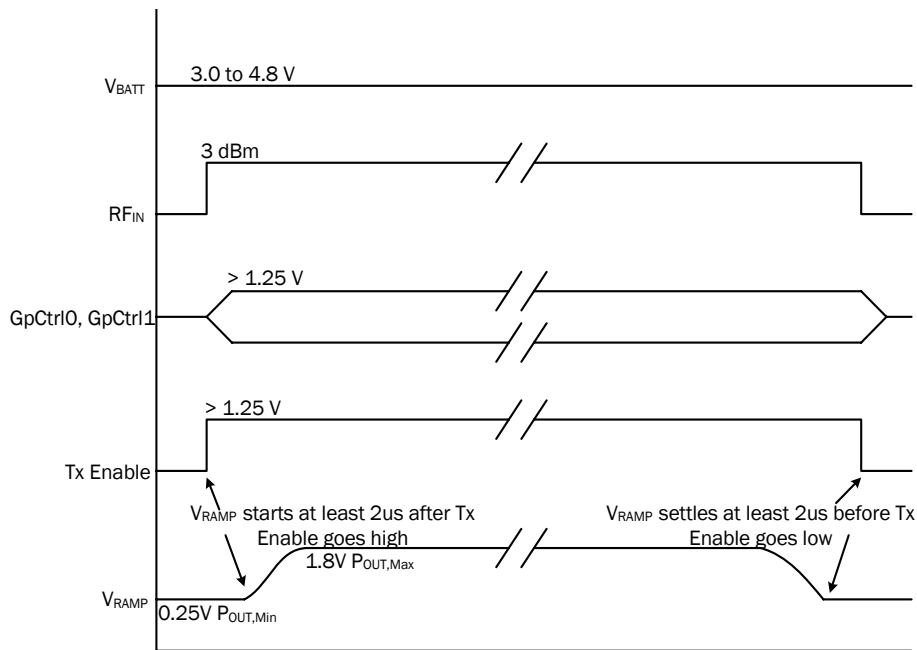 3.0 to 4.8 V
VBATT
3 dBm
RFIN
> 1.25 V
GpCtrl0, GpCtrl1
> 1.25 V
Tx Enable
VRAMP starts at least 2us after Tx
Enable goes high
VRAMP settles at least 2us before Tx
Enable goes low
1.8V POUT,Max
VRAMP
0.25V POUT,Min